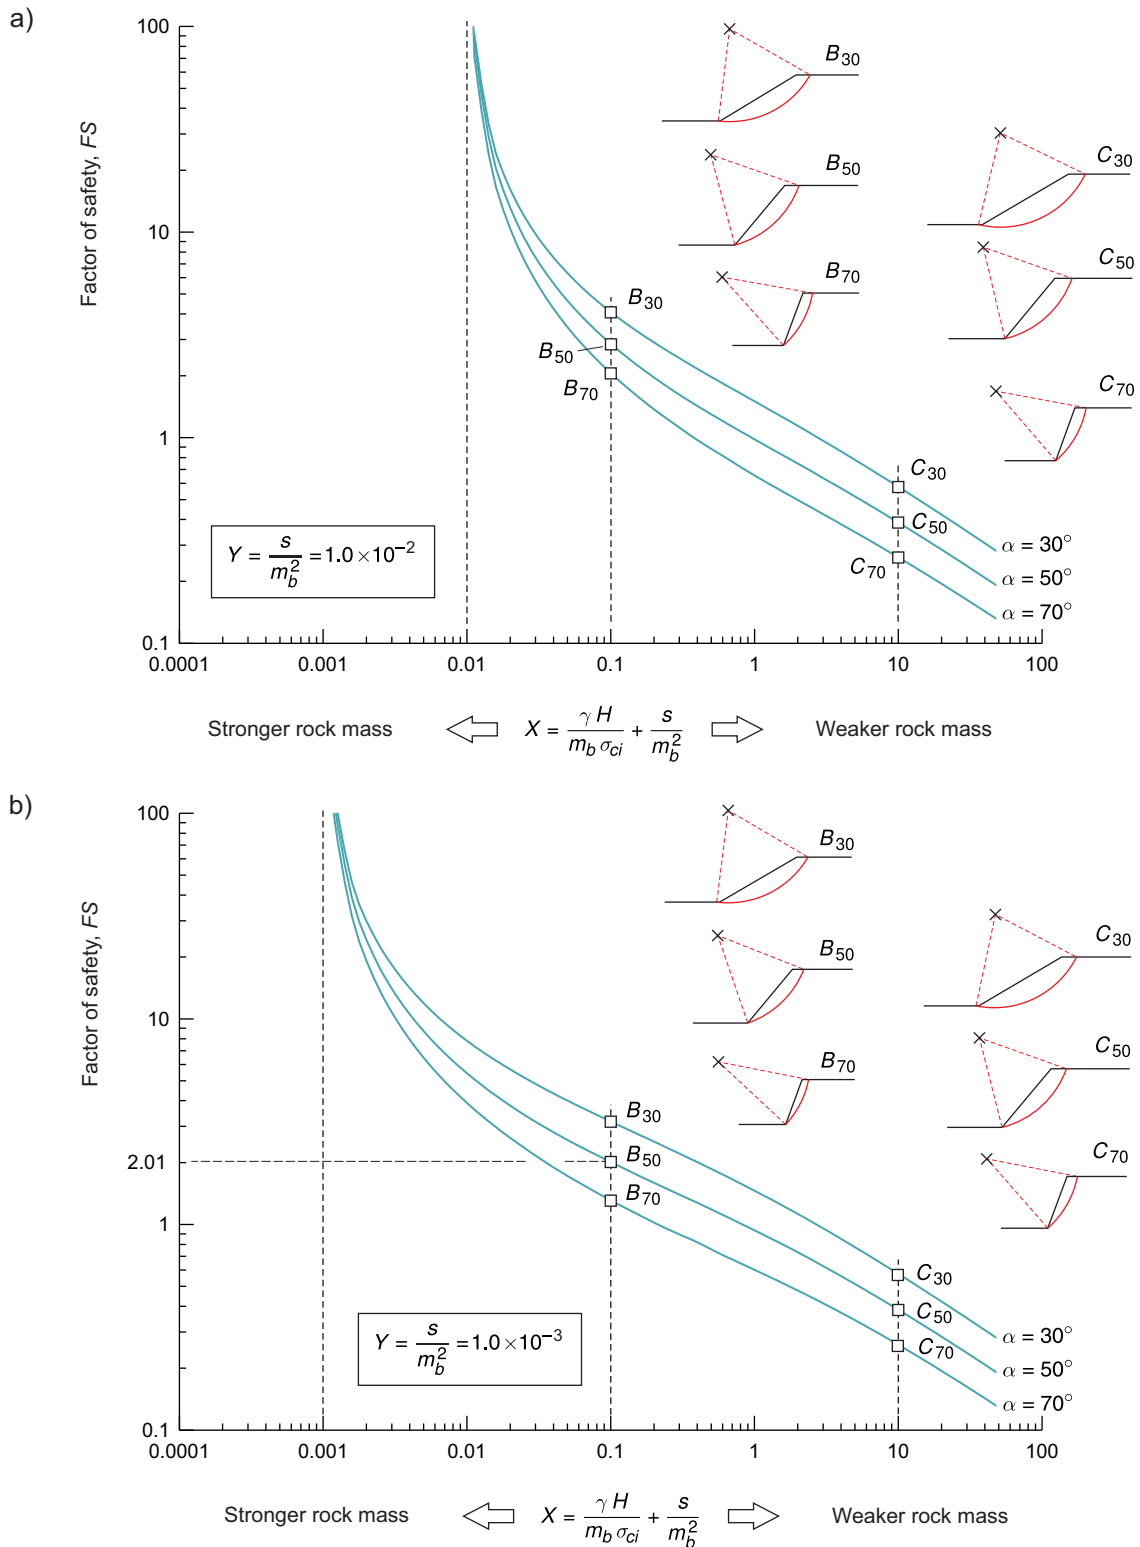 a)
100
10
1
0.1
Factor of safety, FS
B30
B50
B70
C30
C50
C70
B30
B50
B70
C30
C50
C70
α = 30°
α = 50°
α = 70°
Y = s/m_b^2 = 1.0 × 10^−2
0.0001 0.001 0.01 0.1 1 10 100
Stronger rock mass X = γ H/(m_b σ_ci) + s/m_b^2 Weaker rock mass
b)
100
10
2.01
1
0.1
Factor of safety, FS
B30
B50
B70
C30
C50
C70
B30
B50
B70
C30
C50
C70
α = 30°
α = 50°
α = 70°
Y = s/m_b^2 = 1.0 × 10^−3
0.0001 0.001 0.01 0.1 1 10 100
Stronger rock mass X = γ H/(m_b σ_ci) + s/m_b^2 Weaker rock mass